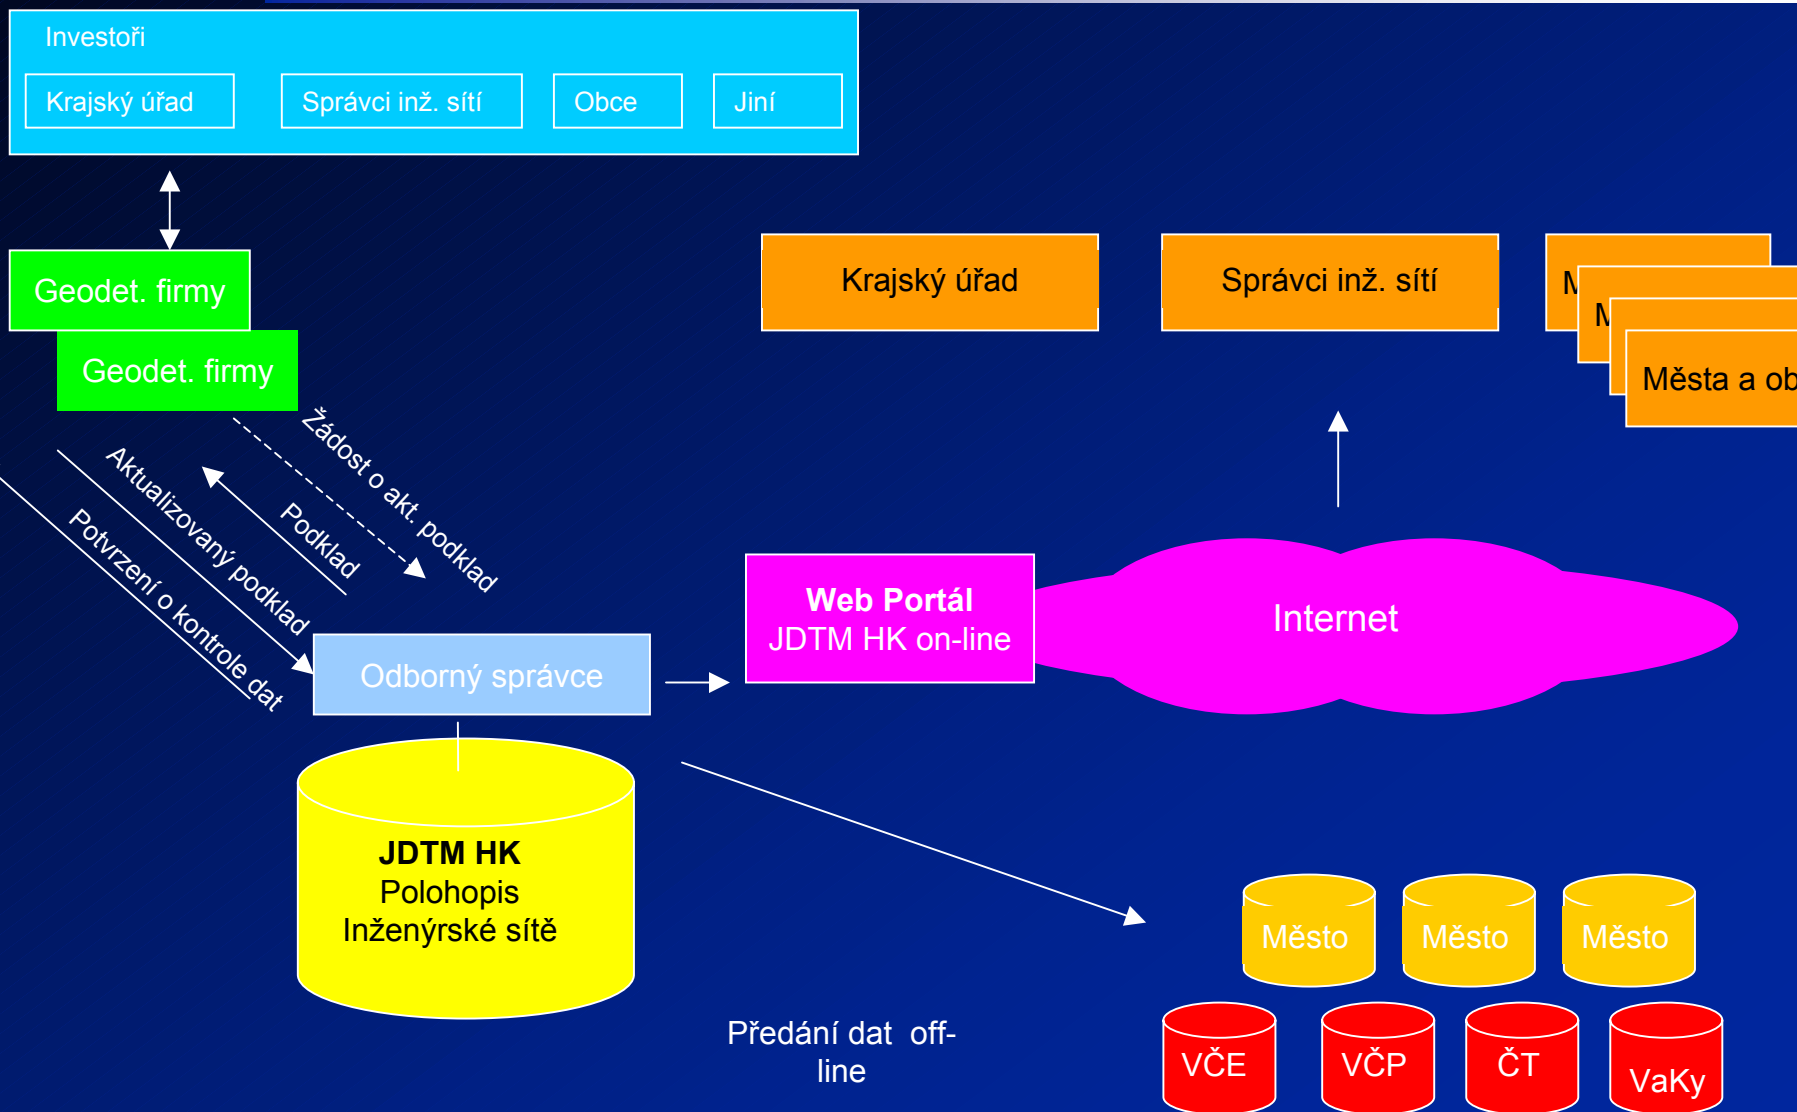 Investoři
Krajský úřad
Správci inž. sítí
Obce
Jiní
Geodet. firmy
Geodet. firmy
Krajský úřad
Správci inž. sítí
M
M
Města a ob
Žádost o akt. podklad
Podklad
Aktualizovaný podklad
Potvrzení o kontrole dat
Odborný správce
Web Portál
JDTM HK on-line
Internet
JDTM HK
Polohopis
Inženýrské sítě
Město
Město
Město
Předání dat off-
line
VČE
VČP
ČT
VaKy